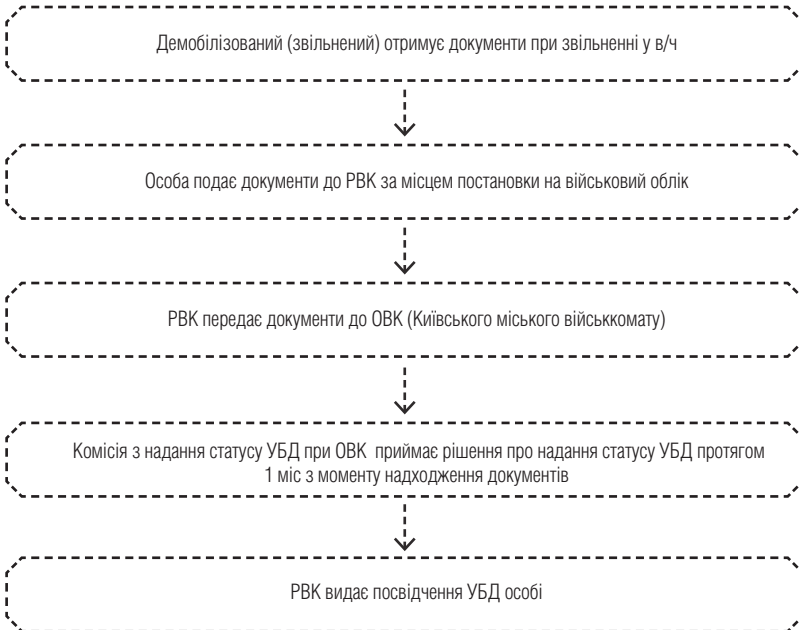 Демобілізований (звільнений) отримує документи при звільненні у в/ч
Особа подає документи до РВК за місцем постановки на військовий облік
РВК передає документи до ОВК (Київського міського військкомату)
Комісія з надання статусу УБД при ОВК приймає рішення про надання статусу УБД протягом
1 міс з моменту надходження документів
РВК видає посвідчення УБД особі